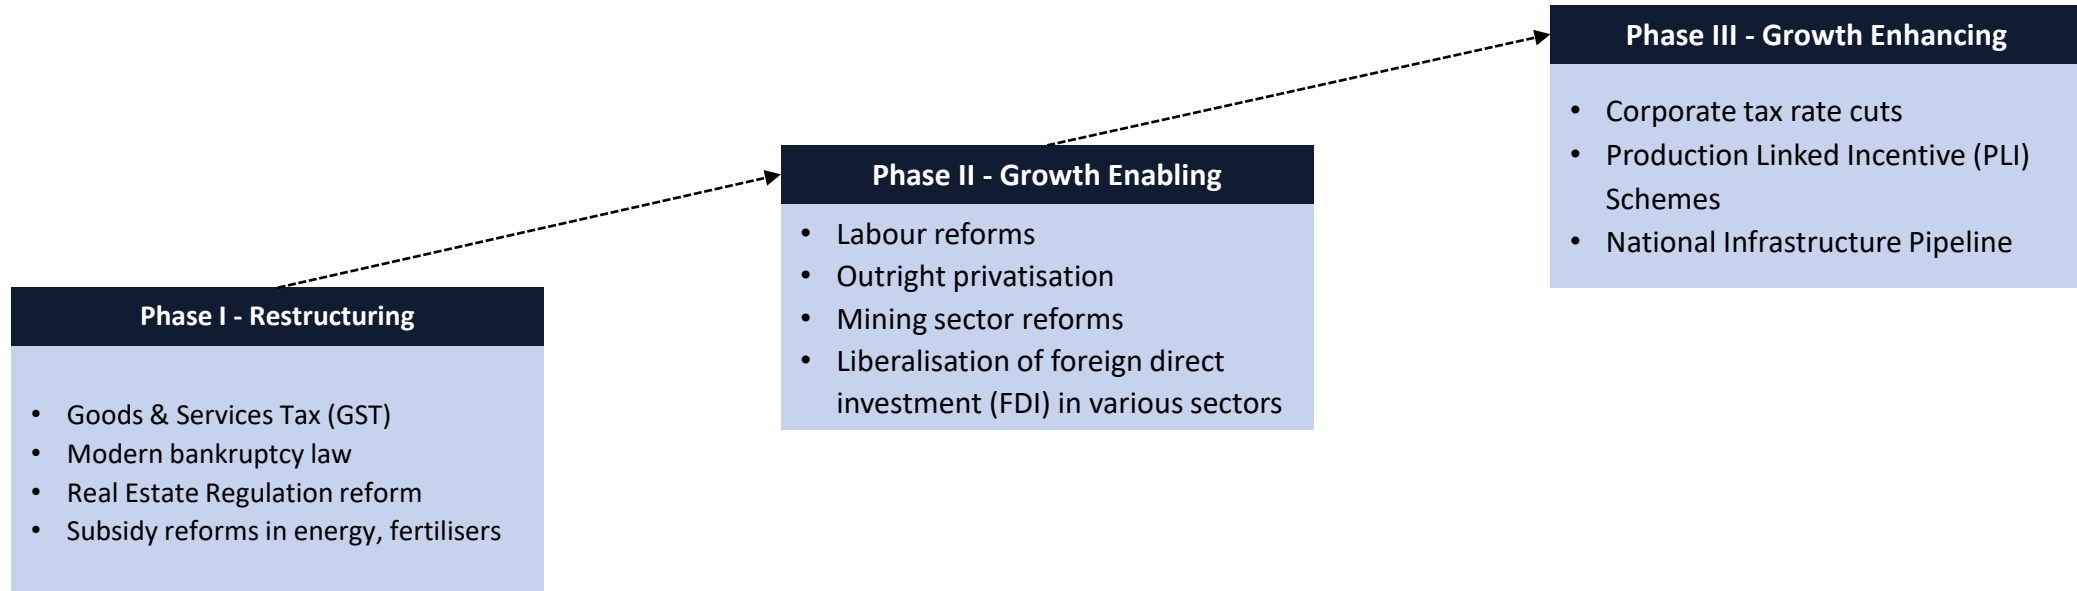 Phase I - Restructuring
• Goods & Services Tax (GST)
• Modern bankruptcy law
• Real Estate Regulation reform
• Subsidy reforms in energy, fertilisers
Phase II - Growth Enabling
• Labour reforms
• Outright privatisation
• Mining sector reforms
• Liberalisation of foreign direct
investment (FDI) in various sectors
Phase III - Growth Enhancing
• Corporate tax rate cuts
• Production Linked Incentive (PLI)
Schemes
• National Infrastructure Pipeline